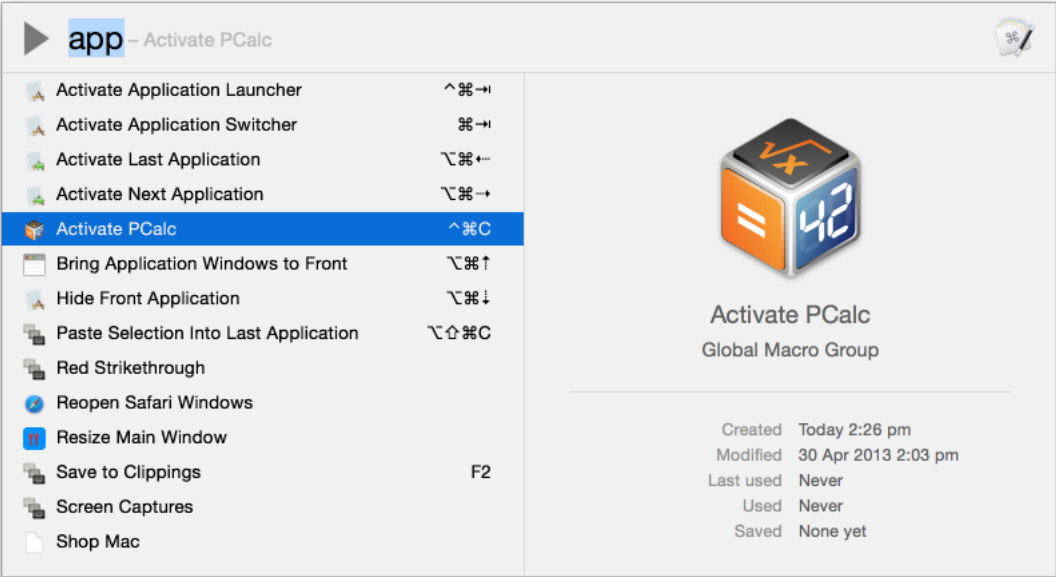 app – Activate PCalc
Activate Application Launcher ^⌘⇥
Activate Application Switcher ⌘⇥
Activate Last Application ⌥⌘⇠
Activate Next Application ⌥⌘⇢
Activate PCalc ^⌘C
Bring Application Windows to Front ⌥⌘↑
Hide Front Application ⌥⌘⇣
Paste Selection Into Last Application ⌥⇧⌘C
Red Strikethrough
Reopen Safari Windows
Resize Main Window
Save to Clippings F2
Screen Captures
Shop Mac
√x
= 42
Activate PCalc
Global Macro Group
Created Today 2:26 pm
Modified 30 Apr 2013 2:03 pm
Last used Never
Used Never
Saved None yet